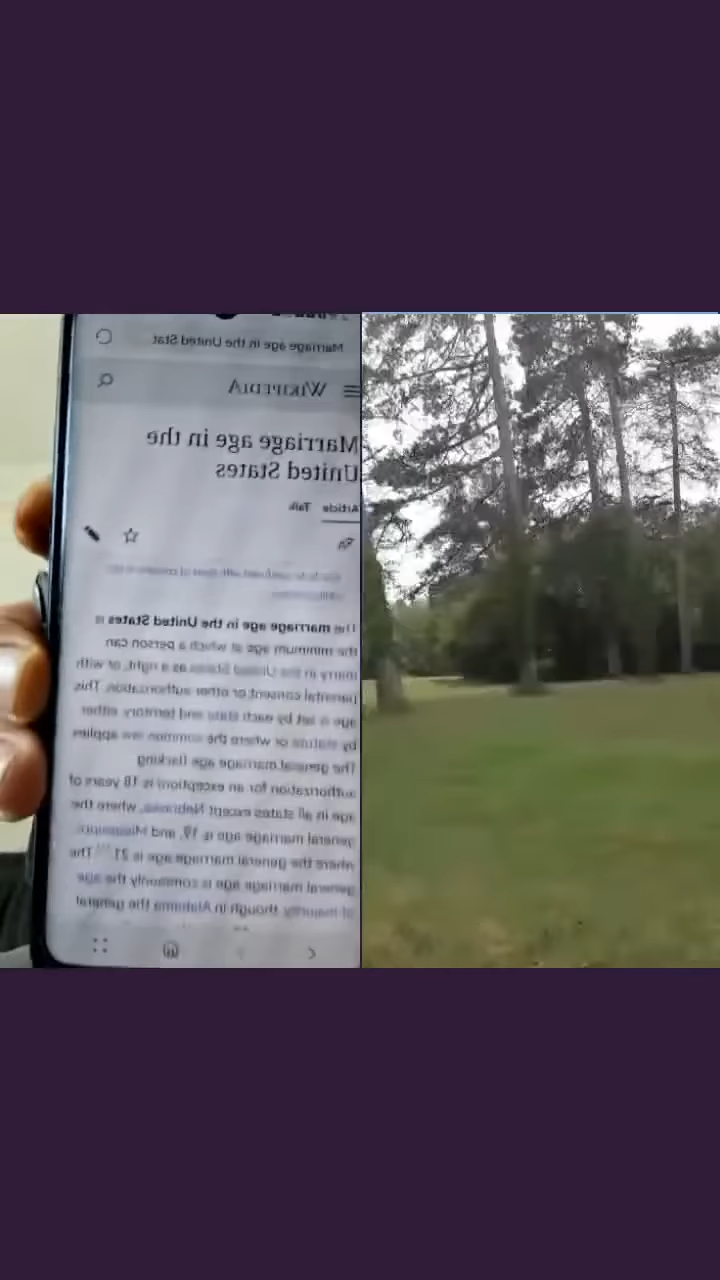 Marriage age in the United Stat
WIKIPEDIA
Marriage age in the
United States
Article Talk
The marriage age in the United States is
the minimum age at which a person can
marry in the United States as a right, or with
parental consent or other authorization. This
age is set by each state and territory, either
by statute or where the common law applies
The general marriage age (lacking
authorization for an exception) is 18 years of
age in all states except Nebraska, where the
general marriage age is 19, and Mississippi,
where the general marriage age is 21. The
general marriage age is commonly the age
of majority, though in Alabama the general